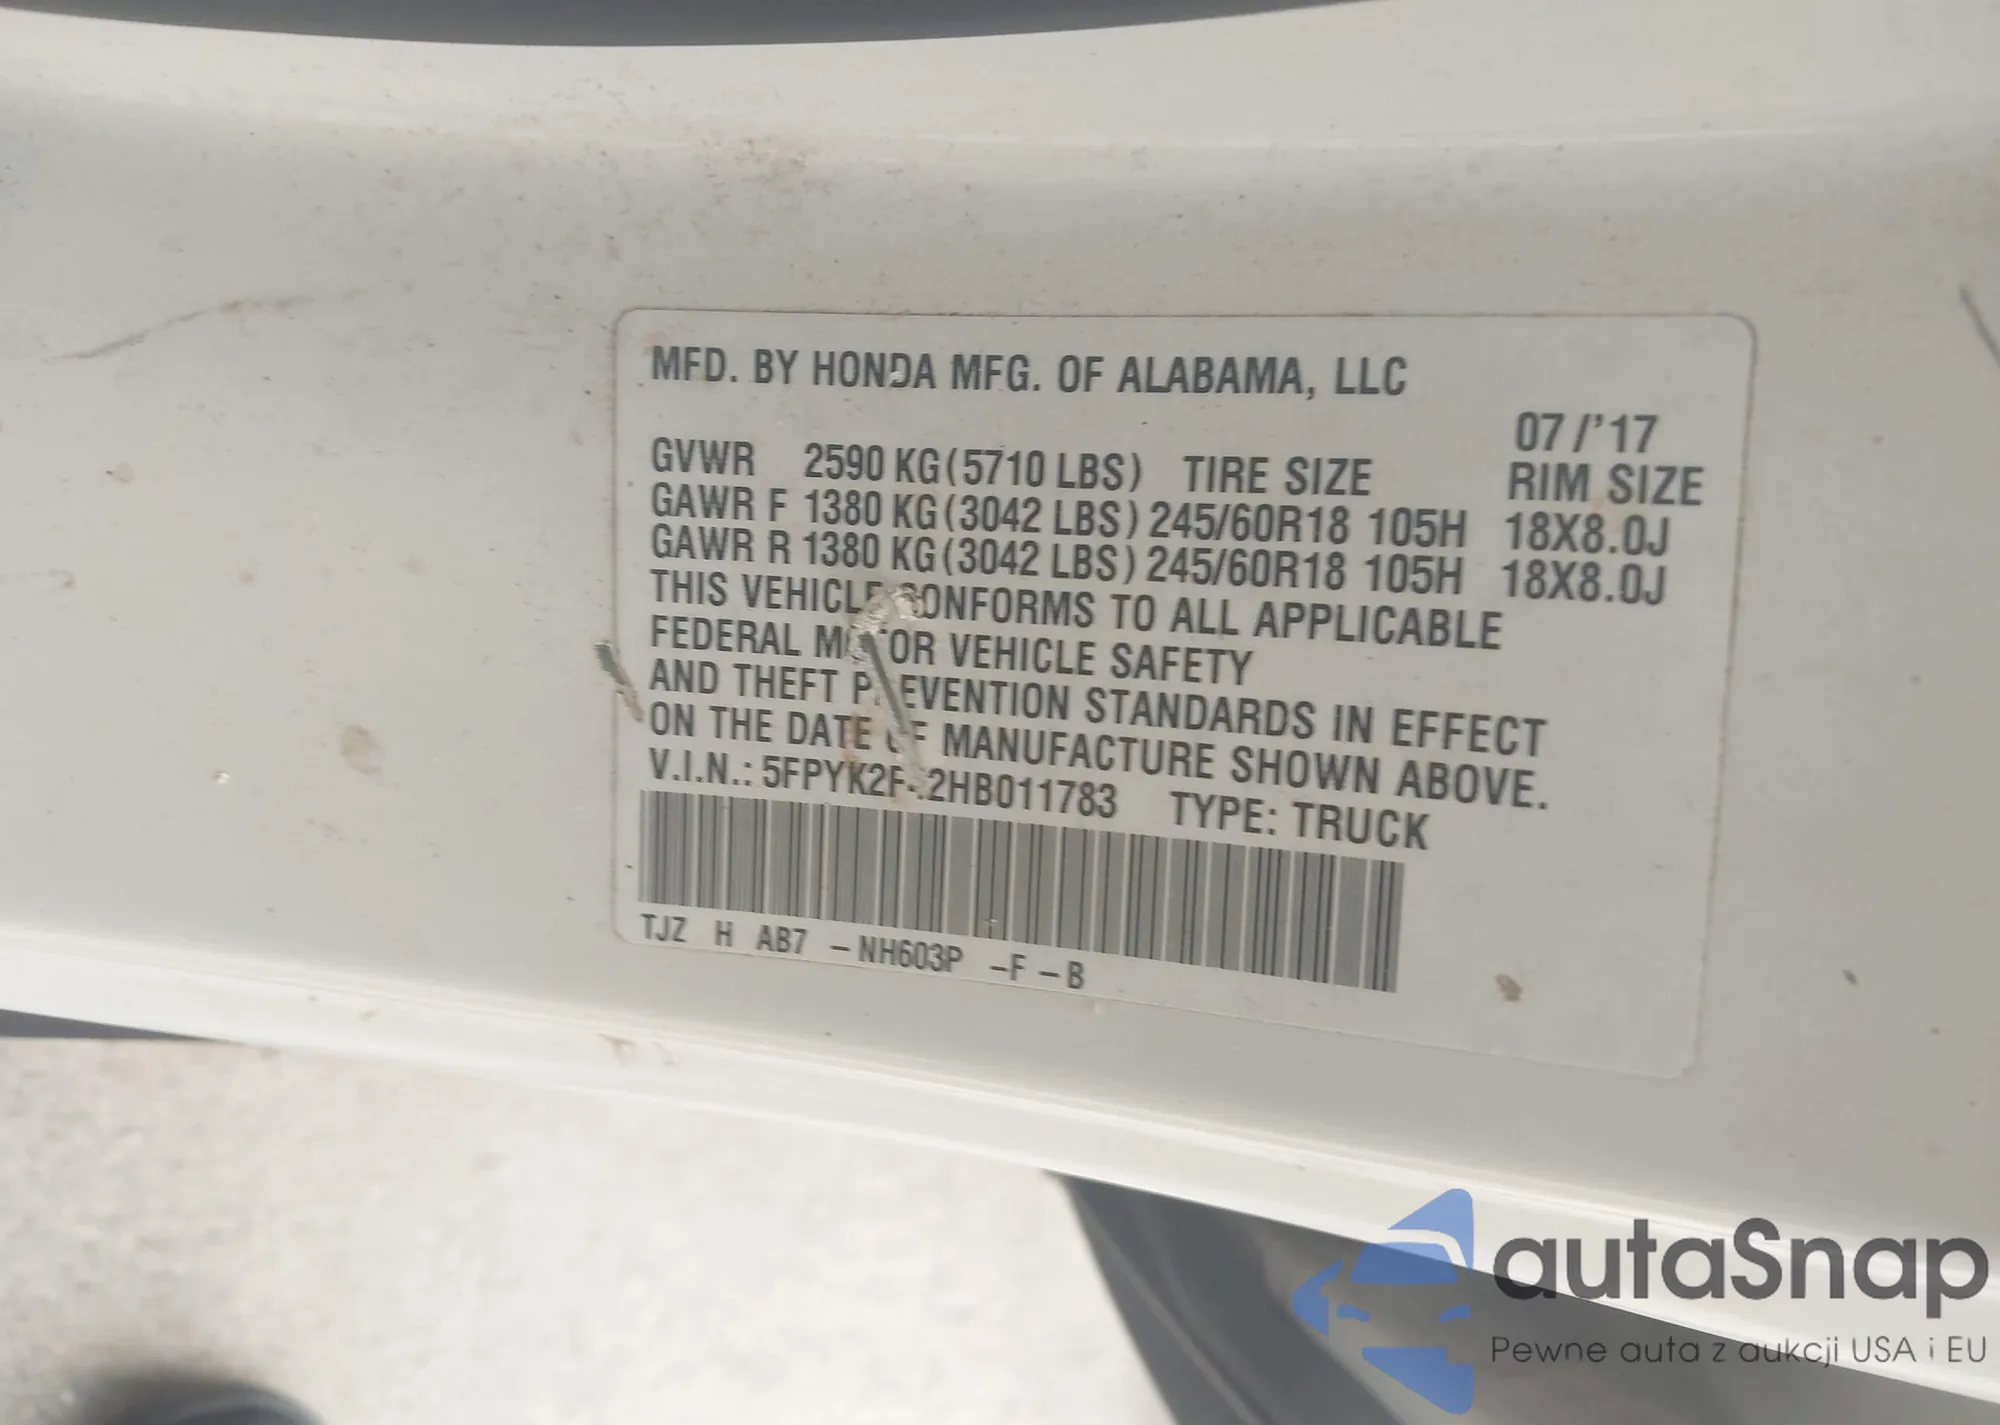 MFD. BY HONDA MFG. OF ALABAMA, LLC
07/'17
GVWR 2590 KG(5710 LBS) TIRE SIZE RIM SIZE
GAWR F 1380 KG(3042 LBS) 245/60R18 105H 18X8.0J
GAWR R 1380 KG(3042 LBS) 245/60R18 105H 18X8.0J
THIS VEHICLE CONFORMS TO ALL APPLICABLE
FEDERAL MOTOR VEHICLE SAFETY
AND THEFT PREVENTION STANDARDS IN EFFECT
ON THE DATE OF MANUFACTURE SHOWN ABOVE.
V.I.N.: TYPE: TRUCK
TJZ H AB7 -NH603P -F-B
autaSnap
Pewne auta z aukcji USA i EU